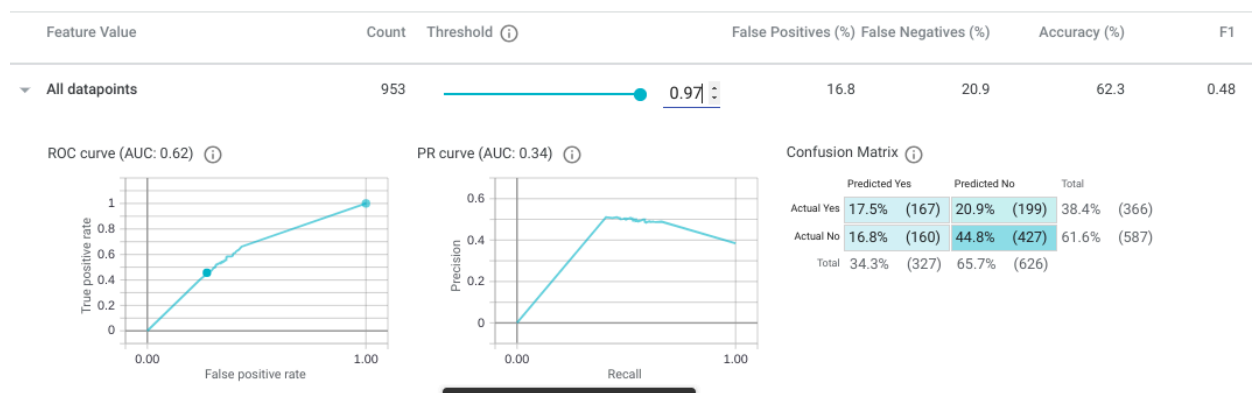 Feature Value Count Threshold False Positives (%) False Negatives (%) Accuracy (%) F1
All datapoints 953 0.97 16.8 20.9 62.3 0.48
ROC curve (AUC: 0.62)
1
0.8
0.6
0.4
0.2
0
True positive rate
0.00 1.00
False positive rate
PR curve (AUC: 0.34)
0.6
0.4
0.2
0
Precision
0.00 1.00
Recall
Confusion Matrix
Predicted Yes Predicted No Total
Actual Yes 17.5% (167) 20.9% (199) 38.4% (366)
Actual No 16.8% (160) 44.8% (427) 61.6% (587)
Total 34.3% (327) 65.7% (626)